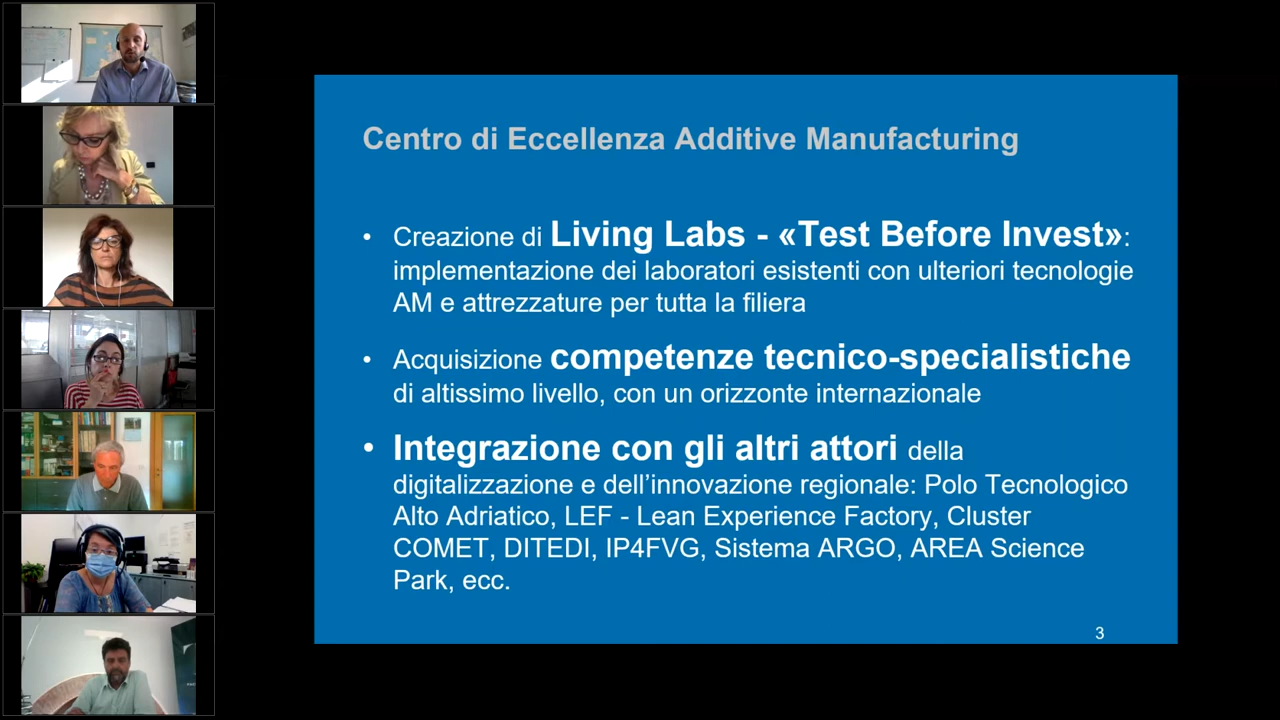 Centro di Eccellenza Additive Manufacturing
• Creazione di Living Labs - «Test Before Invest»:
implementazione dei laboratori esistenti con ulteriori tecnologie
AM e attrezzature per tutta la filiera
• Acquisizione competenze tecnico-specialistiche
di altissimo livello, con un orizzonte internazionale
• Integrazione con gli altri attori della
digitalizzazione e dell’innovazione regionale: Polo Tecnologico
Alto Adriatico, LEF - Lean Experience Factory, Cluster
COMET, DITEDI, IP4FVG, Sistema ARGO, AREA Science
Park, ecc.
3